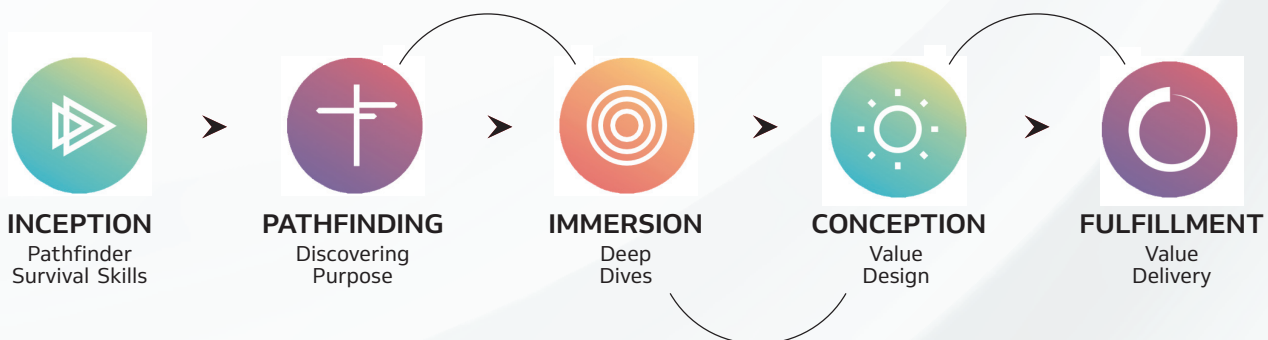 INCEPTION
Pathfinder
Survival Skills
PATHFINDING
Discovering
Purpose
IMMERSION
Deep
Dives
CONCEPTION
Value
Design
FULFILLMENT
Value
Delivery